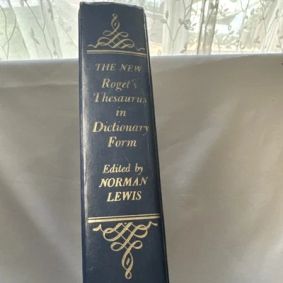 THE NEW
Roget's
Thesaurus
in
Dictionary
Form
Edited by
NORMAN
LEWIS